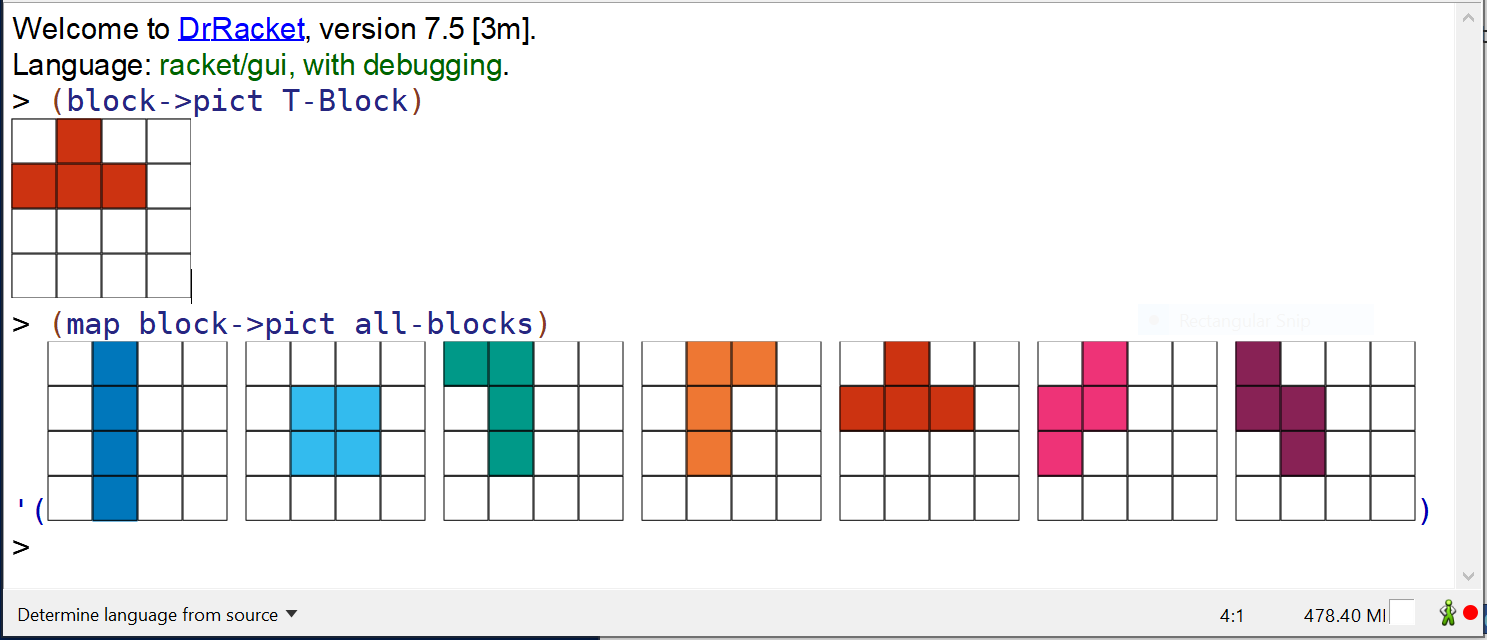 Welcome to DrRacket, version 7.5 [3m].
Language: racket/gui, with debugging.
> (block->pict T-Block)
> (map block->pict all-blocks)
Rectangular Snip
'( )
>
Determine language from source 4:1 478.40 MI